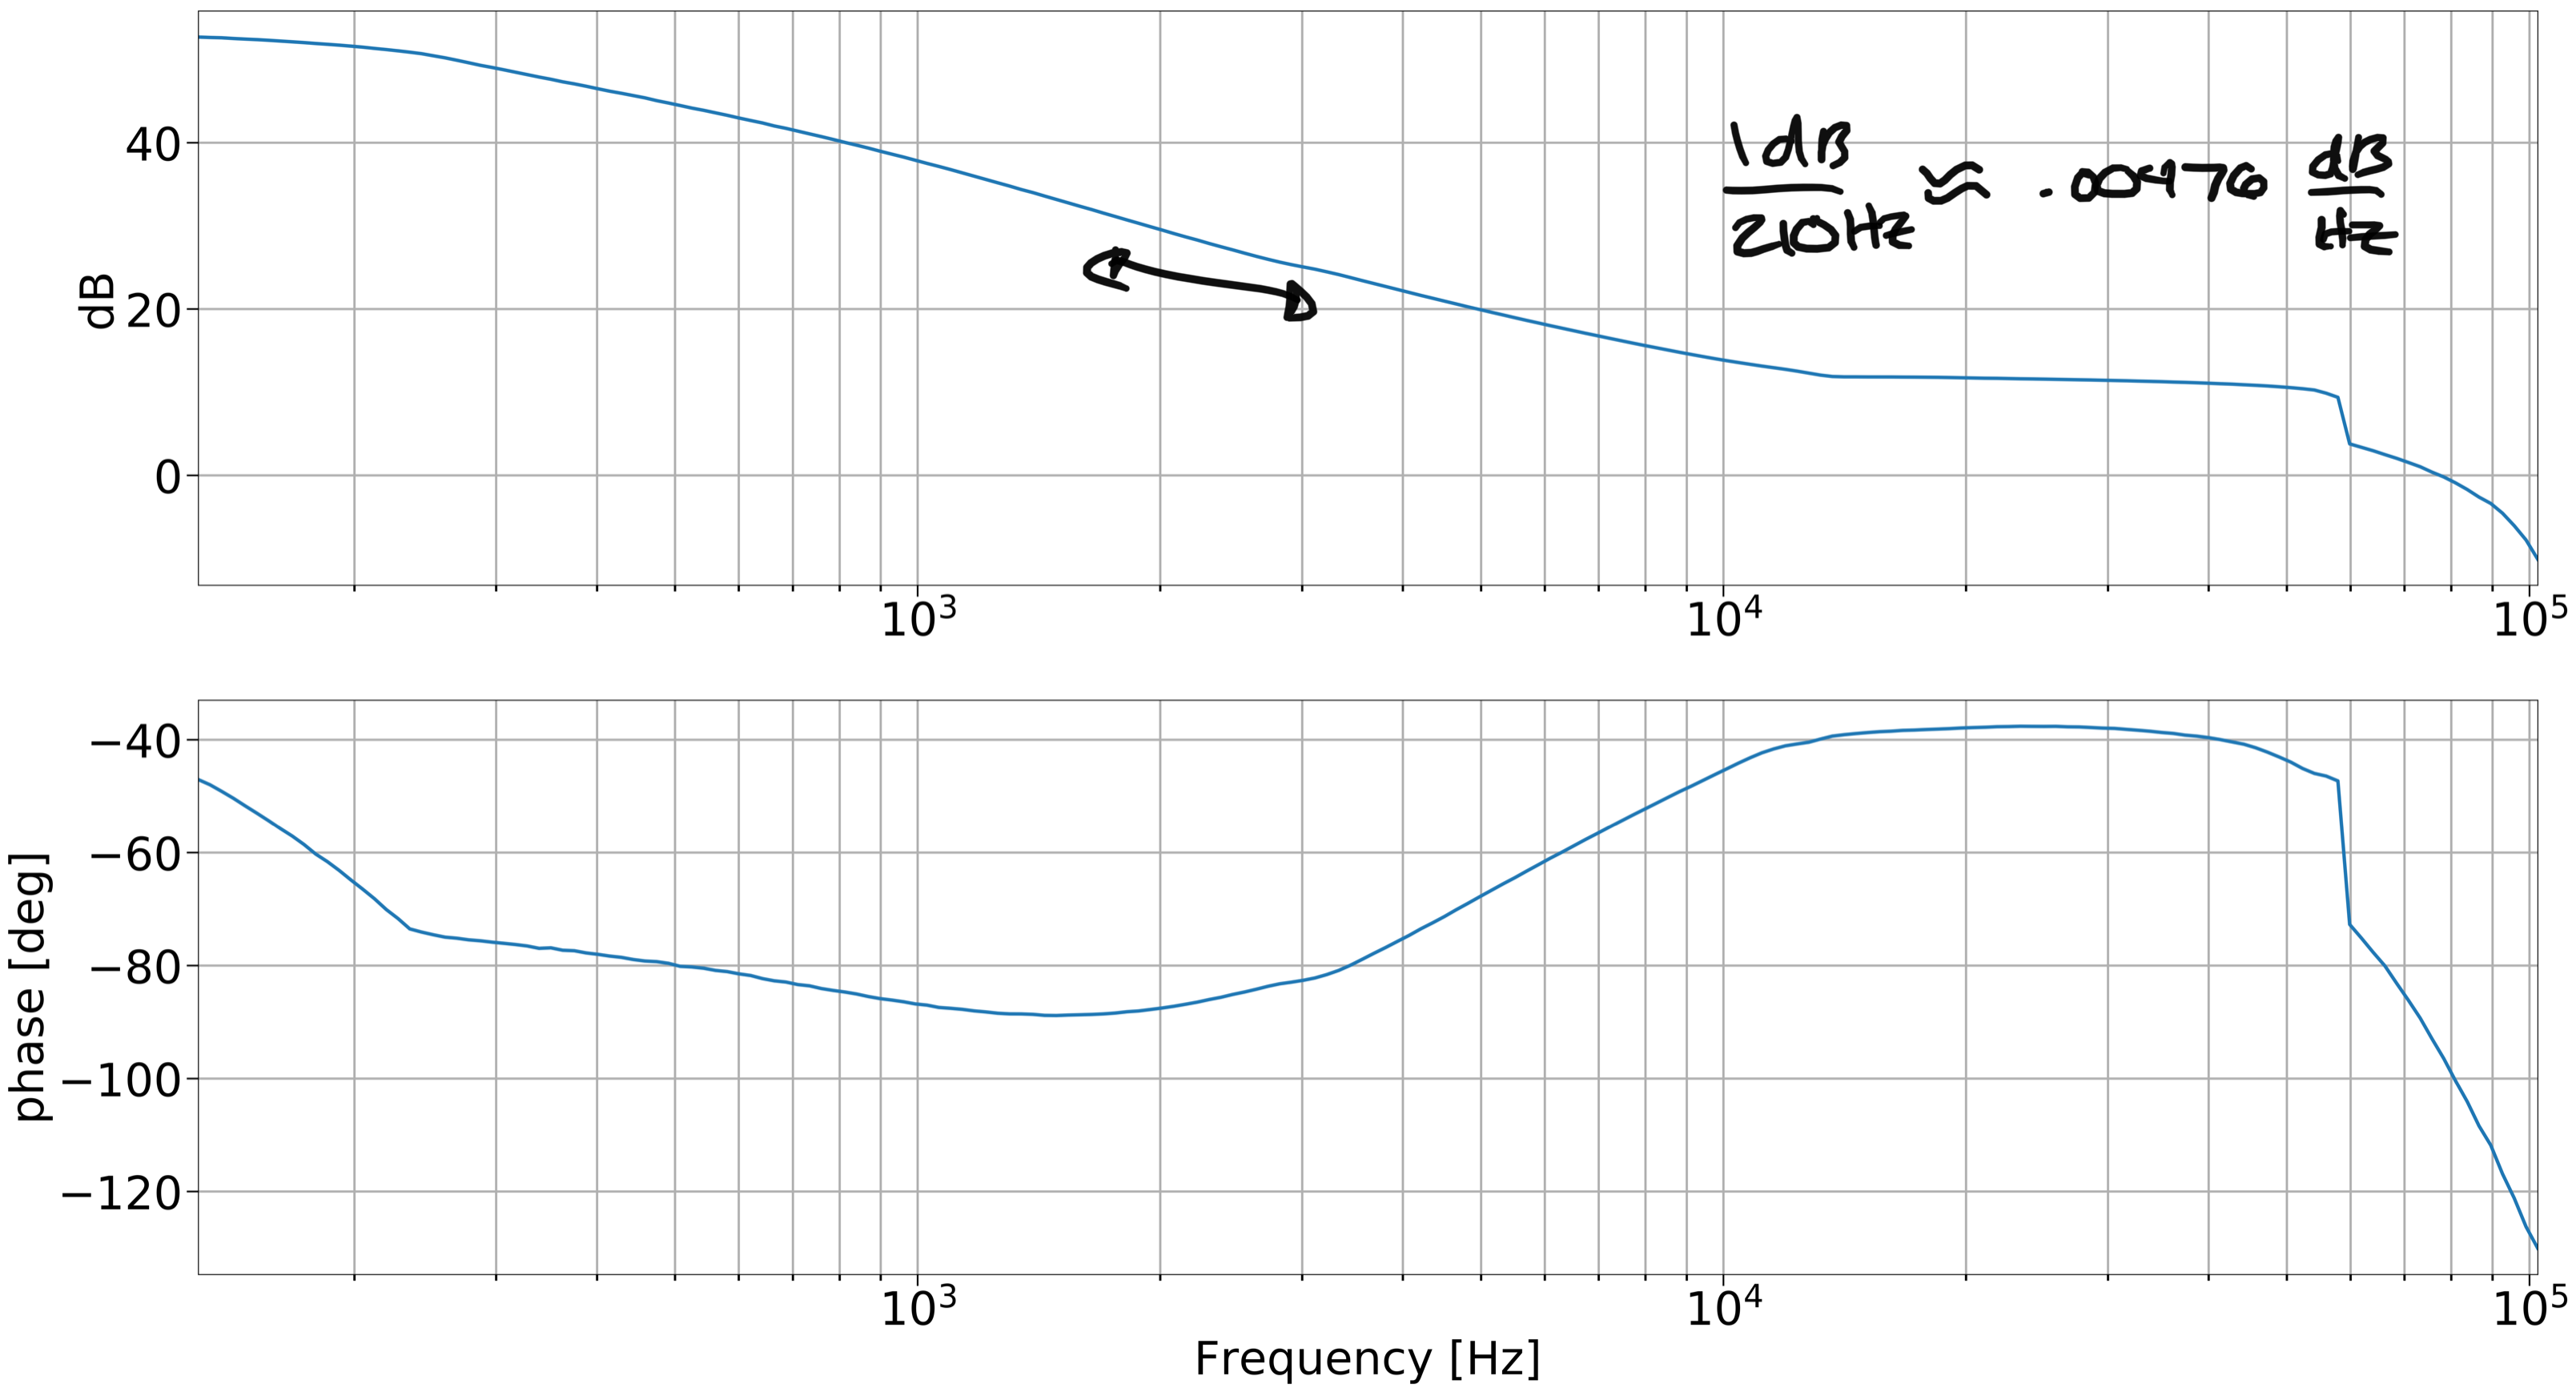 40
20
0
dB
1dB
210Hz
≈ .00476 dB
Hz
10³
10⁴
10⁵
−40
−60
−80
−100
−120
phase [deg]
10³
10⁴
10⁵
Frequency [Hz]